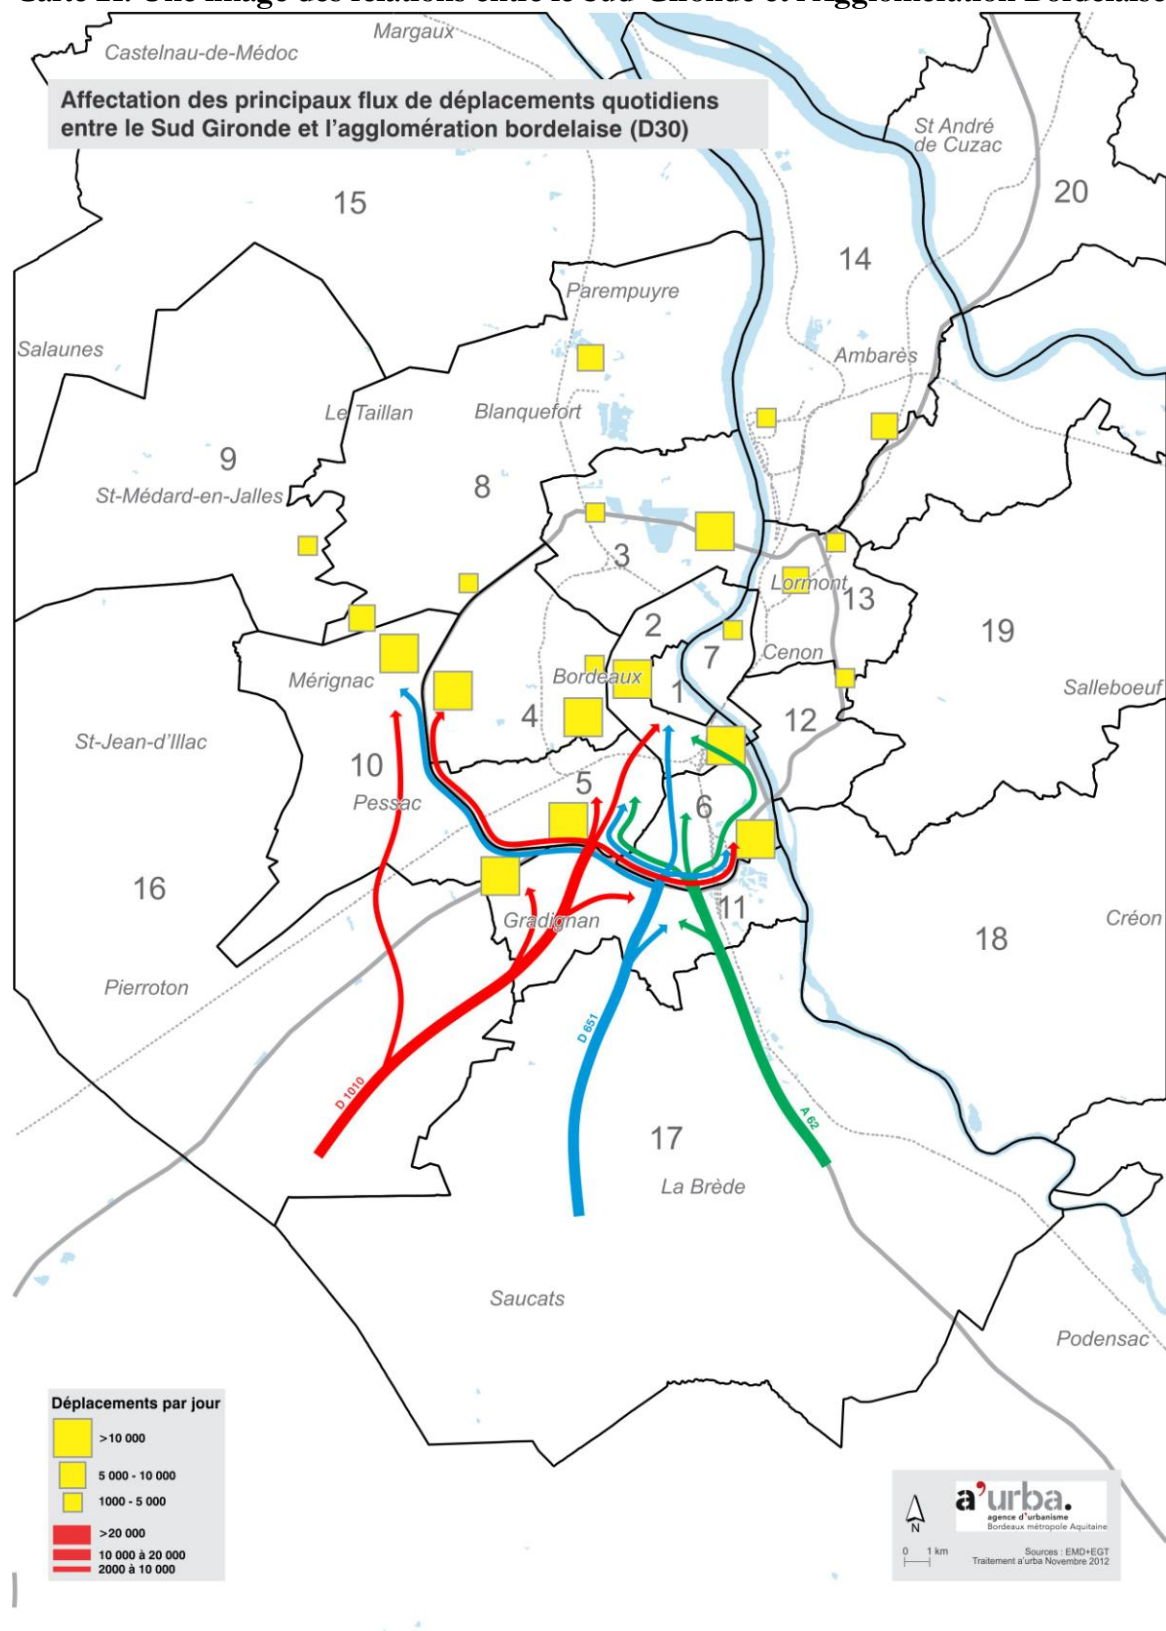 Margaux
Castelnau-de-Médoc
Affectation des principaux flux de déplacements quotidiens
entre le Sud Gironde et l'agglomération bordelaise (D30)
St André
de Cuzac
15
20
14
Parempuyre
Salaunes
Ambarès
Le Taillan
Blanquefort
9
8
St-Médard-en-Jalles
3
Lormont
13
2
19
7
Cenon
Mérignac
Bordeaux
1
Salleboeuf
4
12
St-Jean-d'Illac
10
5
Pessac
6
16
11
Gradignan
Créon
18
Pierroton
D 651
D 1010
A 62
17
La Brède
Saucats
Podensac
Déplacements par jour
>10 000
5 000 - 10 000
1000 - 5 000
>20 000
10 000 à 20 000
2000 à 10 000
a'urba.
agence d'urbanisme
Bordeaux métropole Aquitaine
N
0 1 km
Sources : EMD+EGT
Traitement a'urba Novembre 2012